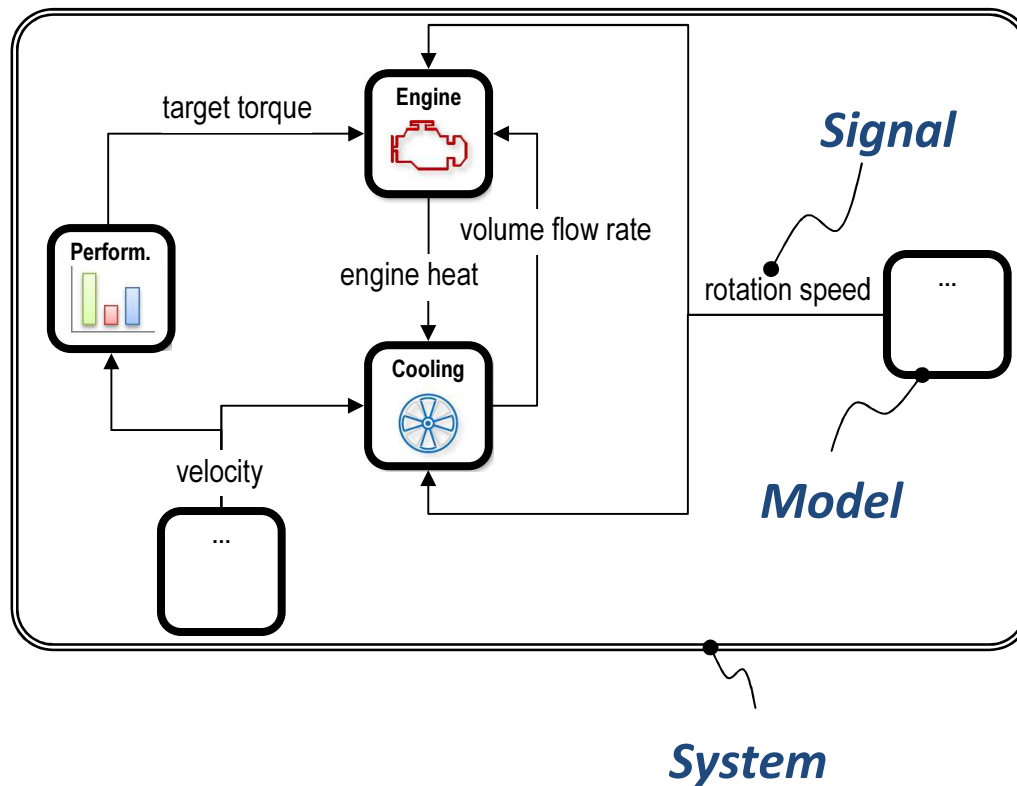 Engine
target torque
Signal
volume flow rate
Perform.
engine heat
rotation speed
...
Cooling
velocity
Model
...
System